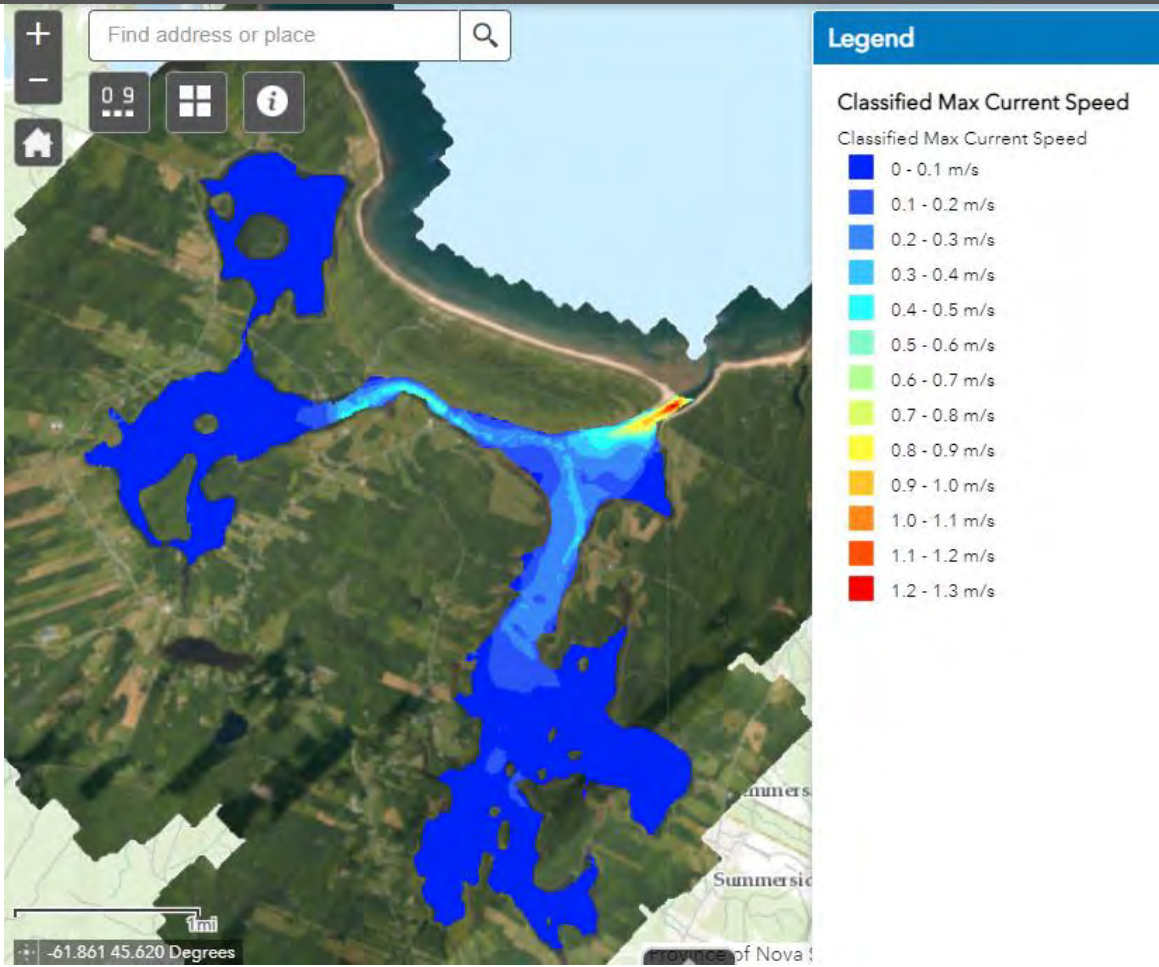 +
Find address or place
−
0 9
i
Legend
Classified Max Current Speed
Classified Max Current Speed
0 - 0.1 m/s
0.1 - 0.2 m/s
0.2 - 0.3 m/s
0.3 - 0.4 m/s
0.4 - 0.5 m/s
0.5 - 0.6 m/s
0.6 - 0.7 m/s
0.7 - 0.8 m/s
0.8 - 0.9 m/s
0.9 - 1.0 m/s
1.0 - 1.1 m/s
1.1 - 1.2 m/s
1.2 - 1.3 m/s
mmers
Summersid
1mi
-61.861 45.620 Degrees
Province of Nova S